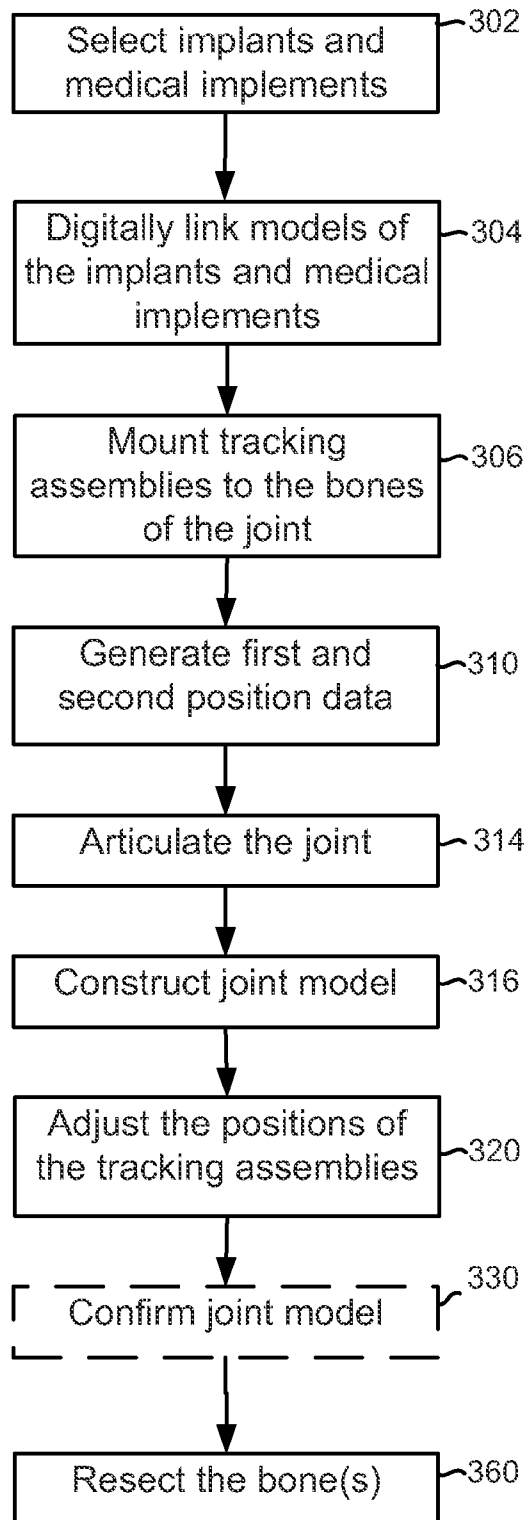 302
Select implants and
medical implements
304
Digitally link models of
the implants and medical
implements
306
Mount tracking
assemblies to the bones
of the joint
310
Generate first and
second position data
314
Articulate the joint
316
Construct joint model
320
Adjust the positions of
the tracking assemblies
330
Confirm joint model
360
Resect the bone(s)